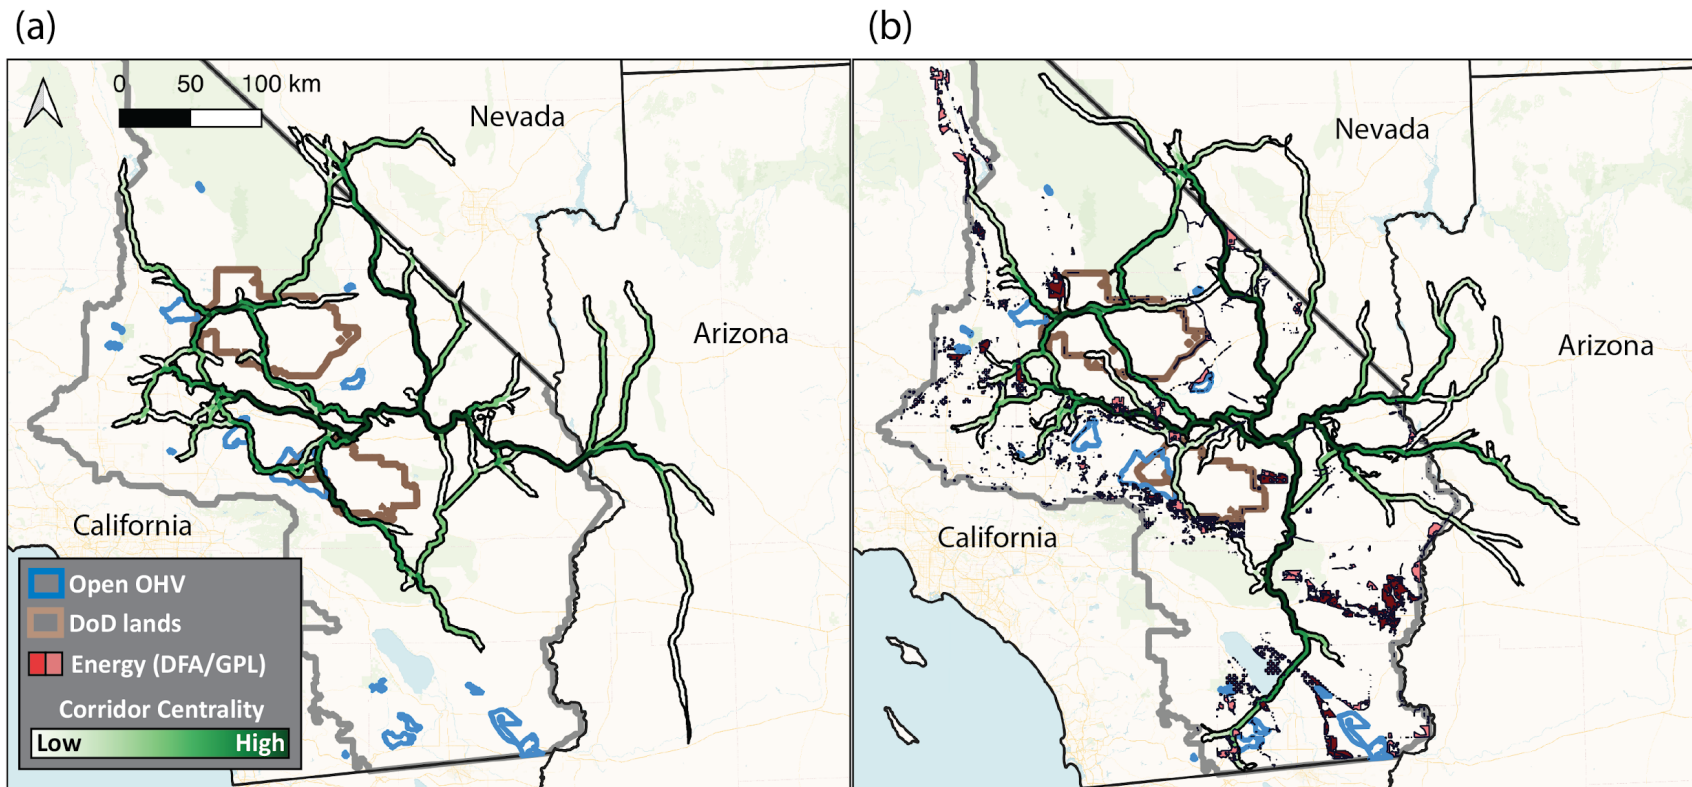 (a)
(b)
0 50 100 km
Nevada
Nevada
Arizona
Arizona
California
California
Open OHV
DoD lands
Energy (DFA/GPL)
Corridor Centrality
Low High